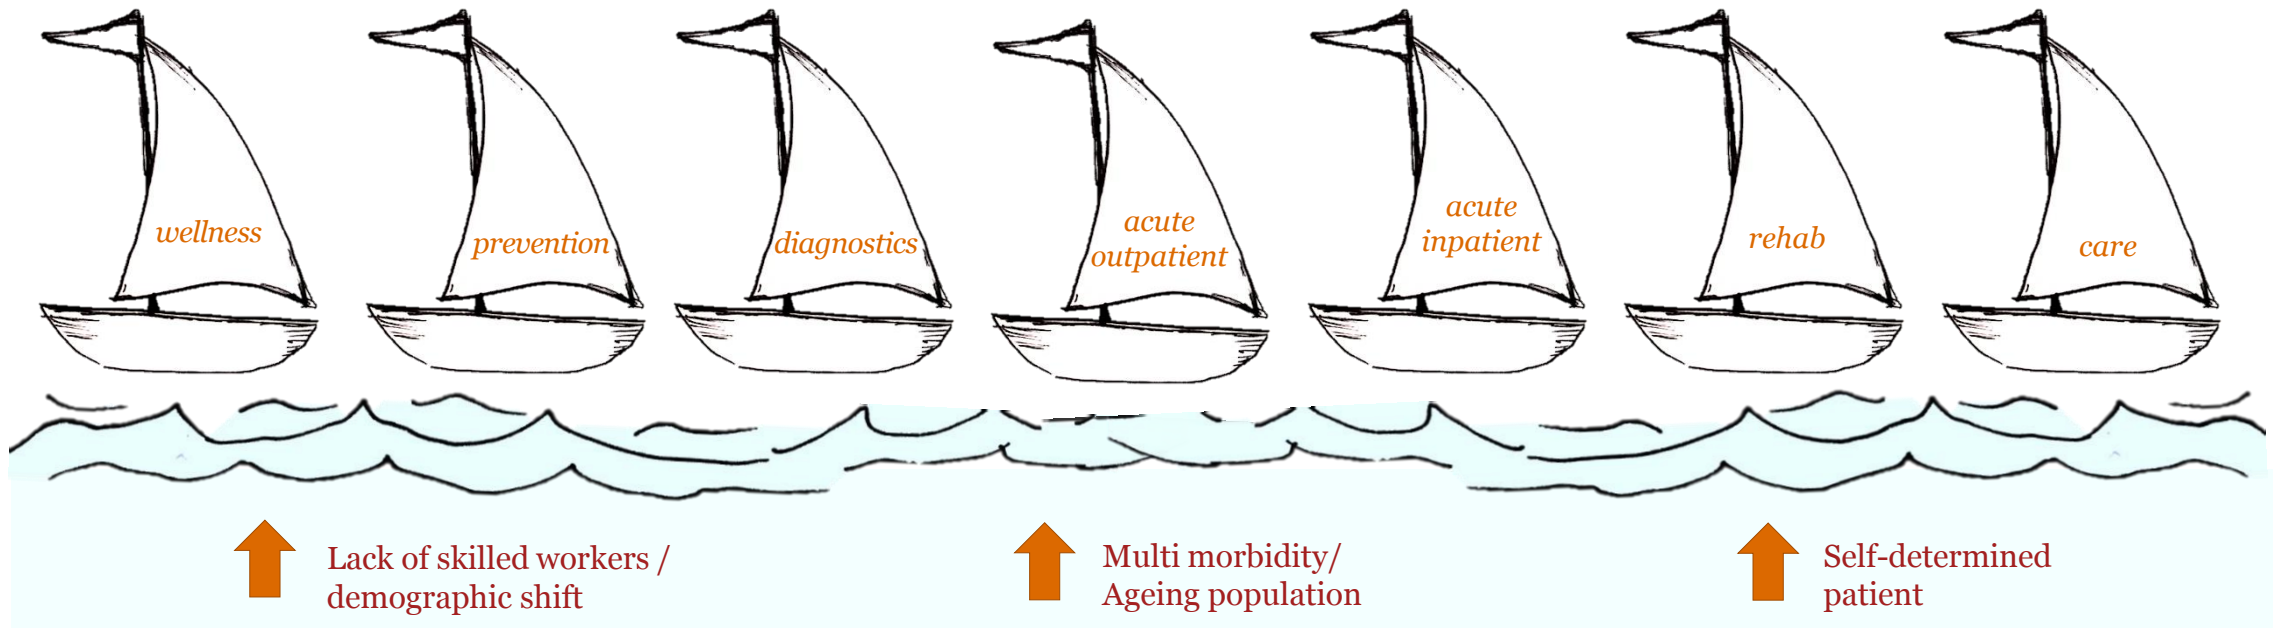 wellness
prevention
diagnostics
acute
outpatient
acute
inpatient
rehab
care
Lack of skilled workers /
demographic shift
Multi morbidity/
Ageing population
Self-determined
patient